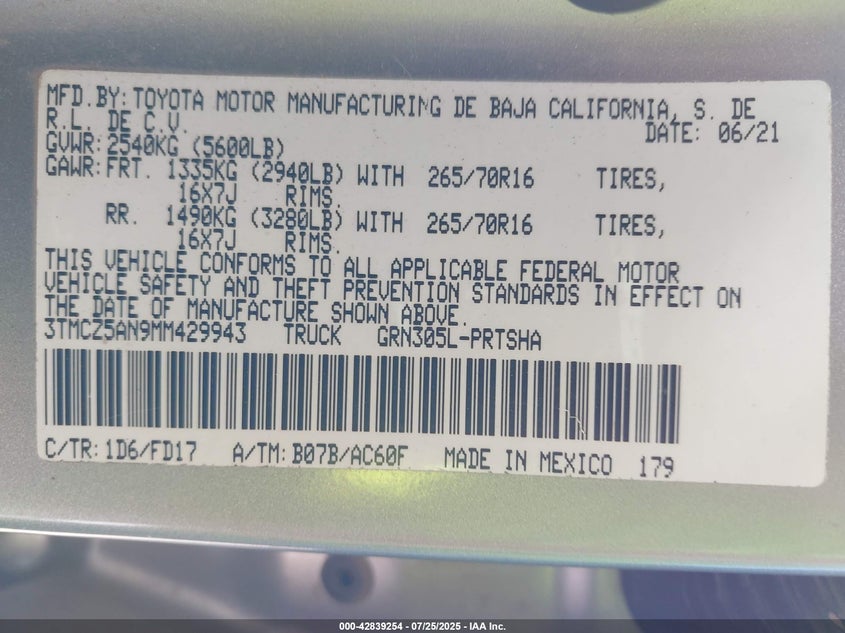 MFD.BY: TOYOTA MOTOR MANUFACTURING DE BAJA CALIFORNIA, S. DE
R.L. DE C.V.
DATE: 06/21
GVWR: 2540KG (5600LB)
GAWR: FRT. 1335KG (2940LB) WITH 265/70R16 TIRES,
16X7J RIMS.
RR. 1490KG (3280LB) WITH 265/70R16 TIRES,
16X7J RIMS.
THIS VEHICLE CONFORMS TO ALL APPLICABLE FEDERAL MOTOR
VEHICLE SAFETY AND THEFT PREVENTION STANDARDS IN EFFECT ON
THE DATE OF MANUFACTURE SHOWN ABOVE.
3TMCZ5AN9MM429943 TRUCK GRN305L-PRTSHA
C/TR: 1D6/FD17 A/TM: B07B/AC60F MADE IN MEXICO 179
000-42839254 | 07/25/2025 - IAA Inc.